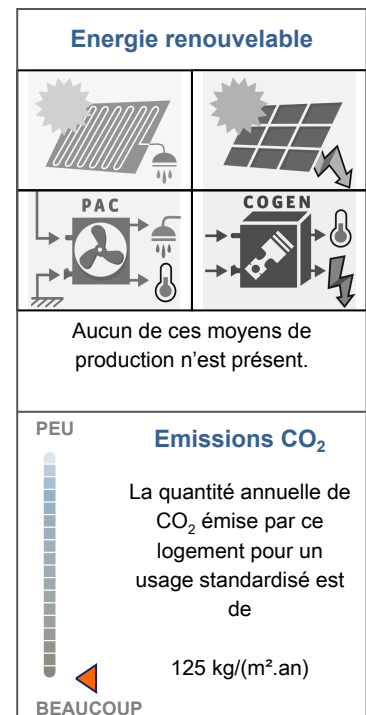 Energie renouvelable
PAC
COGEN
Aucun de ces moyens de
production n'est présent.
PEU
Emissions CO₂
La quantité annuelle de
CO₂ émise par ce
logement pour un
usage standardisé est
de
125 kg/(m².an)
BEAUCOUP